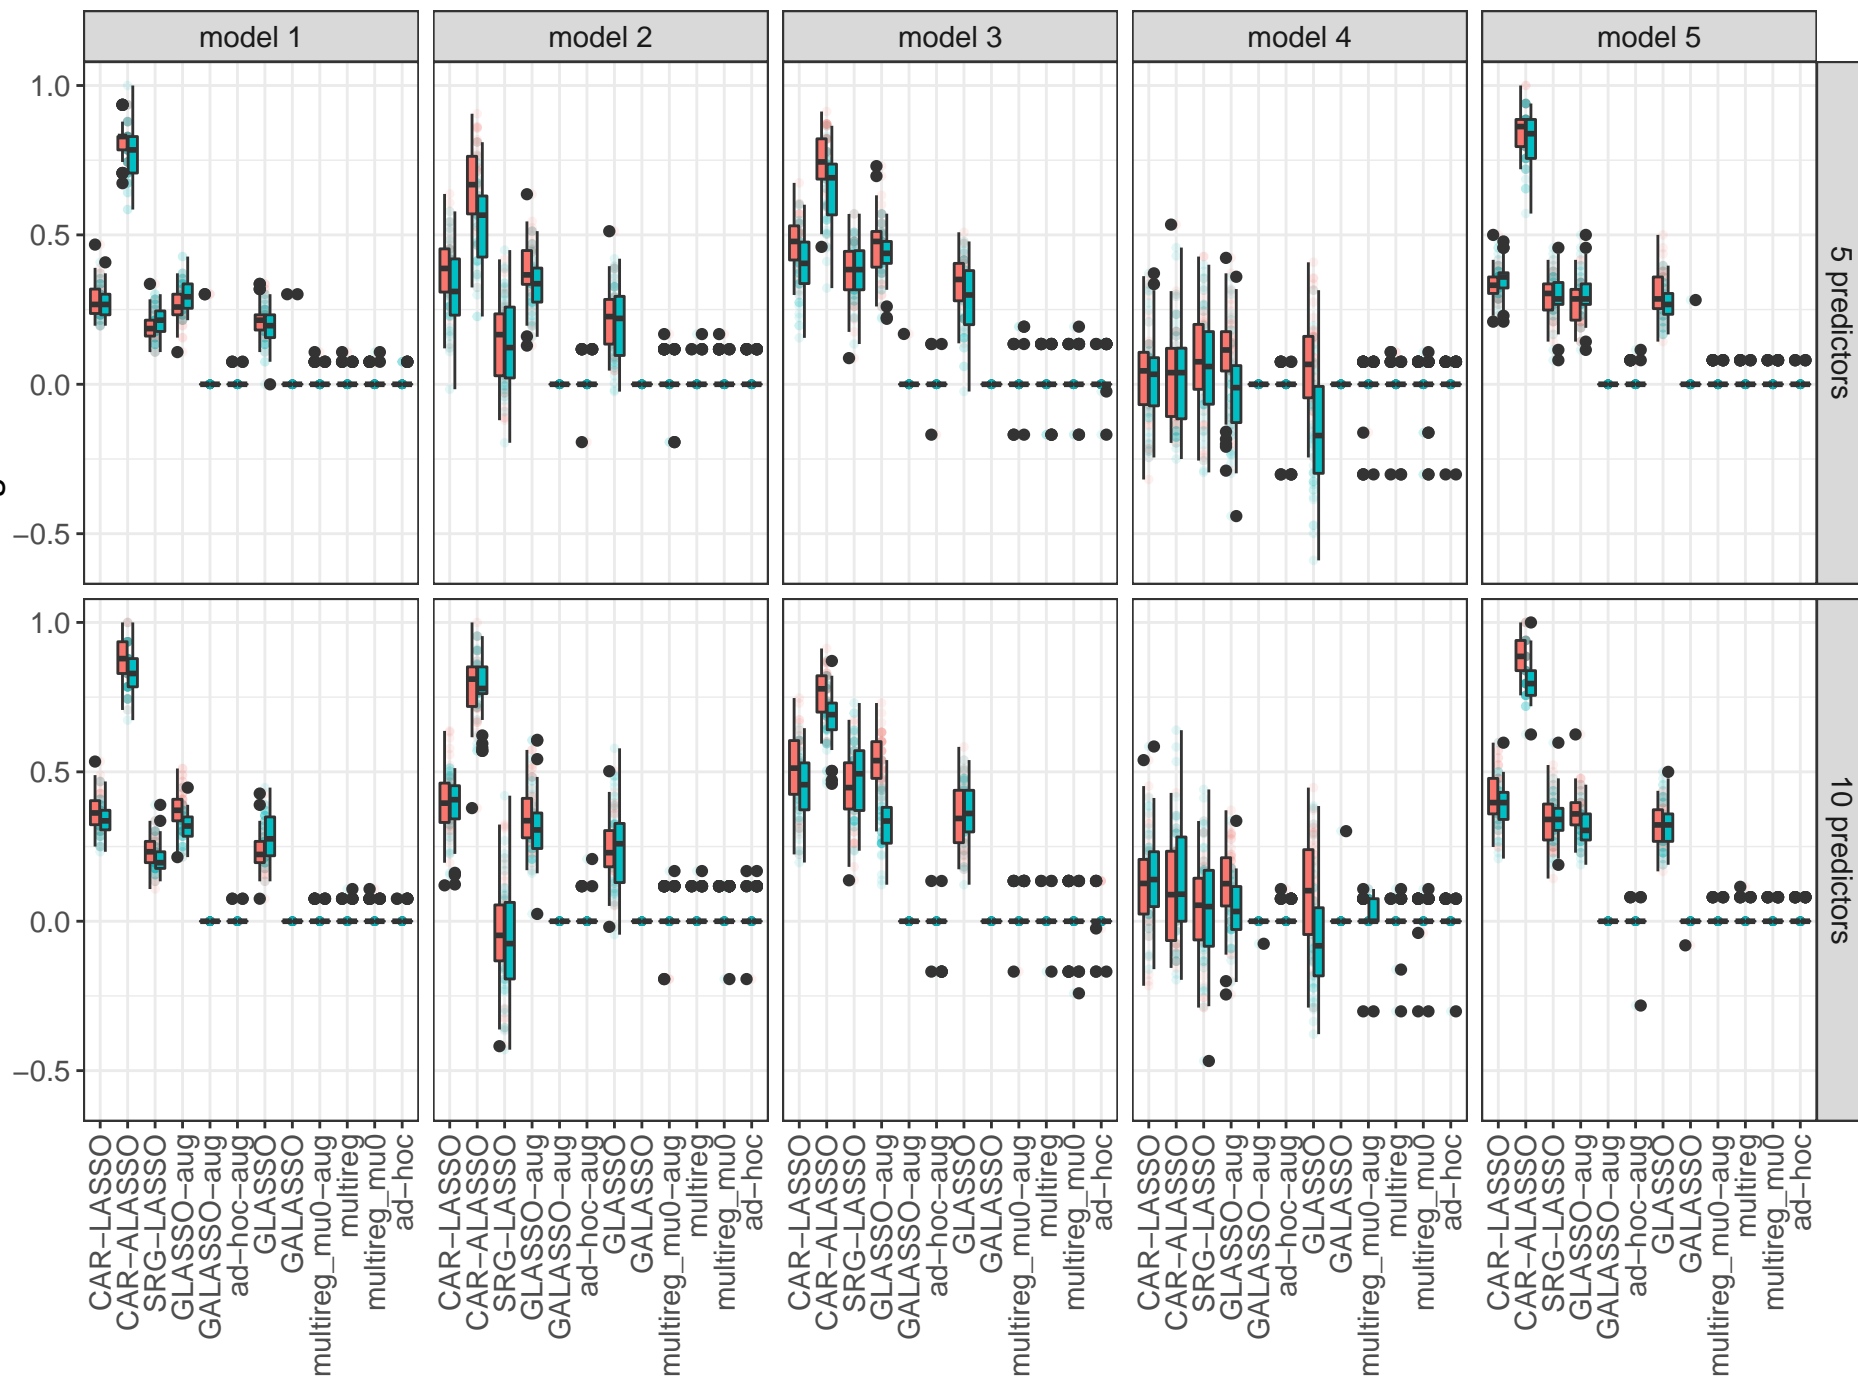 model 1 model 2 model 3 model 4 model 5
1.0
0.5
0.0
−0.5
5 predictors
1.0
0.5
0.0
−0.5
10 predictors
CAR−LASSO
CAR−ALASSO
SRG−LASSO
GLASSO−aug
GALASSO−aug
ad−hoc−aug
GLASSO
GALASSO
multireg_mu0−aug
multireg
multireg_mu0
ad−hoc
CAR−LASSO
CAR−ALASSO
SRG−LASSO
GLASSO−aug
GALASSO−aug
ad−hoc−aug
GLASSO
GALASSO
multireg_mu0−aug
multireg
multireg_mu0
ad−hoc
CAR−LASSO
CAR−ALASSO
SRG−LASSO
GLASSO−aug
GALASSO−aug
ad−hoc−aug
GLASSO
GALASSO
multireg_mu0−aug
multireg
multireg_mu0
ad−hoc
CAR−LASSO
CAR−ALASSO
SRG−LASSO
GLASSO−aug
GALASSO−aug
ad−hoc−aug
GLASSO
GALASSO
multireg_mu0−aug
multireg
multireg_mu0
ad−hoc
CAR−LASSO
CAR−ALASSO
SRG−LASSO
GLASSO−aug
GALASSO−aug
ad−hoc−aug
GLASSO
GALASSO
multireg_mu0−aug
multireg
multireg_mu0
ad−hoc